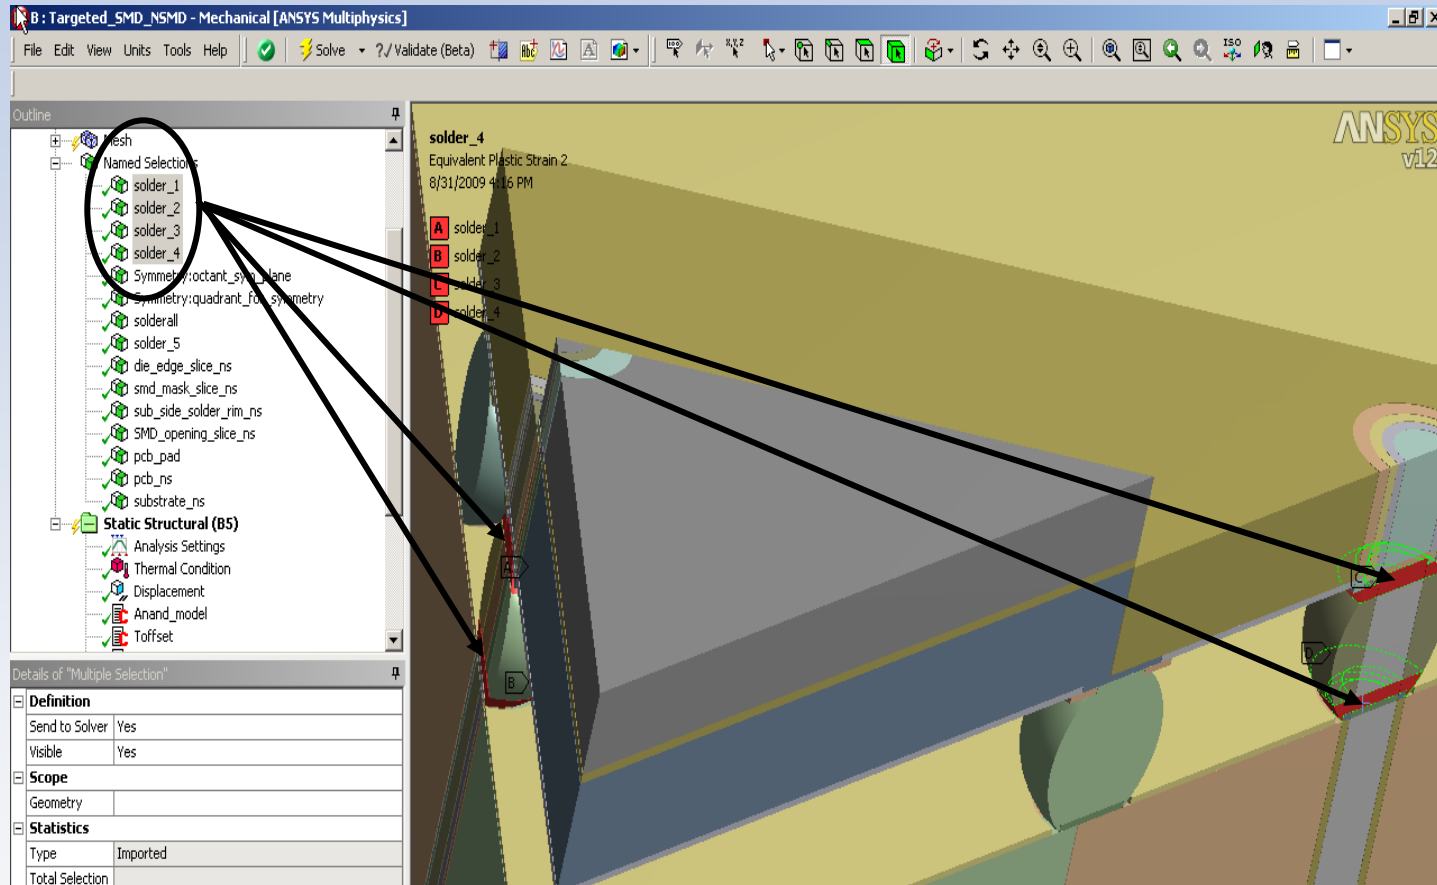 B : Targeted_SMD_NSMD - Mechanical [ANSYS Multiphysics]
File Edit View Units Tools Help Solve ?/ Validate (Beta) ISO
Outline
Mesh
Named Selections
solder_1
solder_2
solder_3
solder_4
Symmetry:octant_sym_plane
Symmetry:quadrant_for_symmetry
solderall
solder_5
die_edge_slice_ns
smd_mask_slice_ns
sub_side_solder_rim_ns
SMD_opening_slice_ns
pcb_pad
pcb_ns
substrate_ns
Static Structural (B5)
Analysis Settings
Thermal Condition
Displacement
Anand_model
Toffset
Details of "Multiple Selection"
Definition
Send to Solver Yes
Visible Yes
Scope
Geometry
Statistics
Type Imported
Total Selection
solder_4
Equivalent Plastic Strain 2
8/31/2009 4:16 PM
A solder_1
B solder_2
C solder_3
D solder_4
ANSYS
v12
A
B
C
D